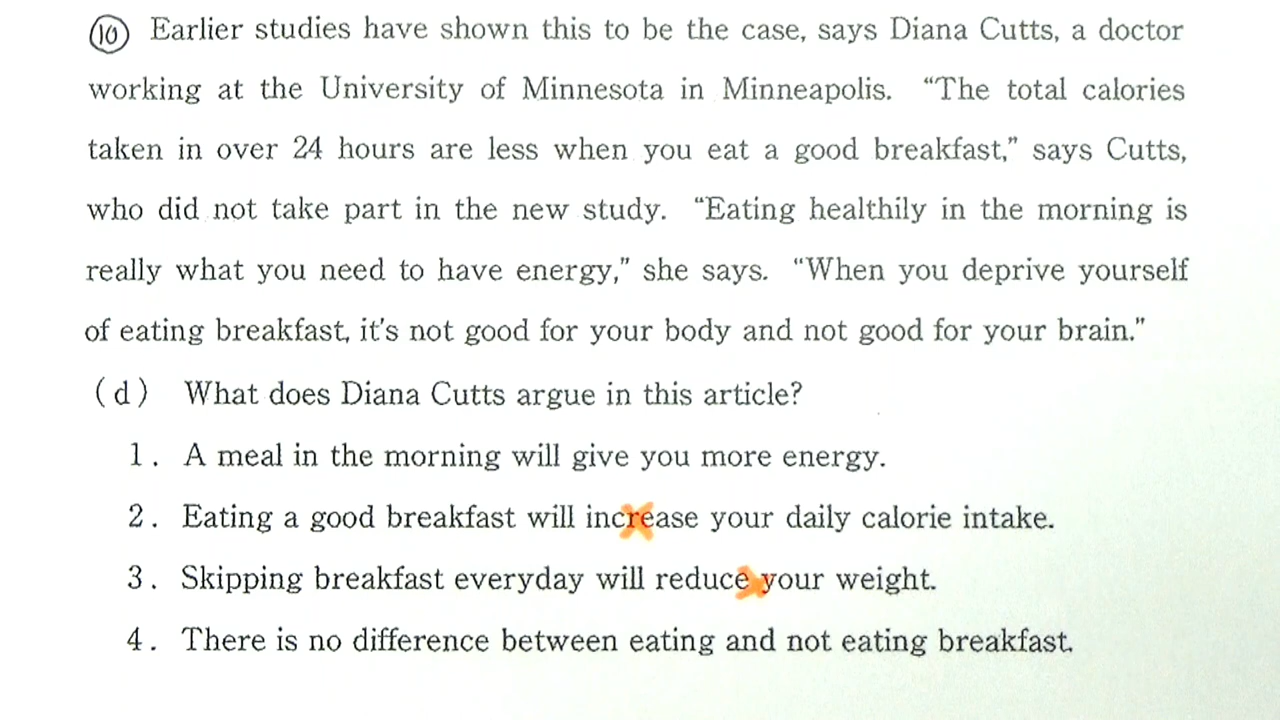 ⑩ Earlier studies have shown this to be the case, says Diana Cutts, a doctor
working at the University of Minnesota in Minneapolis. “The total calories
taken in over 24 hours are less when you eat a good breakfast,” says Cutts,
who did not take part in the new study. “Eating healthily in the morning is
really what you need to have energy,” she says. “When you deprive yourself
of eating breakfast, it's not good for your body and not good for your brain.”
(d) What does Diana Cutts argue in this article?
1. A meal in the morning will give you more energy.
2. Eating a good breakfast will increase your daily calorie intake.
3. Skipping breakfast everyday will reduce your weight.
4. There is no difference between eating and not eating breakfast.